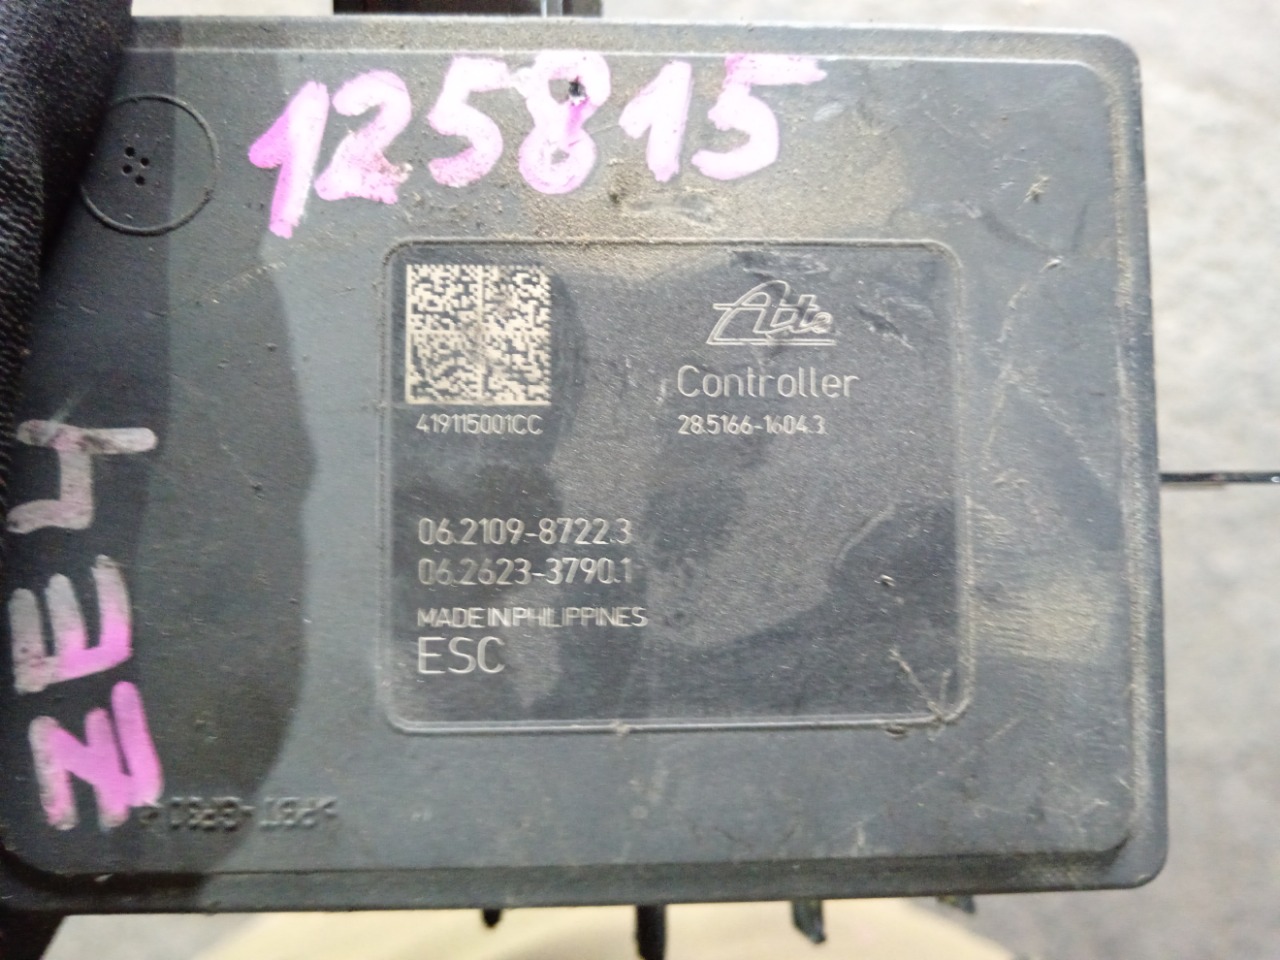 125815
Ate
Controller
419115001CC
28.5166-1604.3
06.2109-8722.3
06.2623-3790.1
MADE IN PHILIPPINES
ESC
ZE4